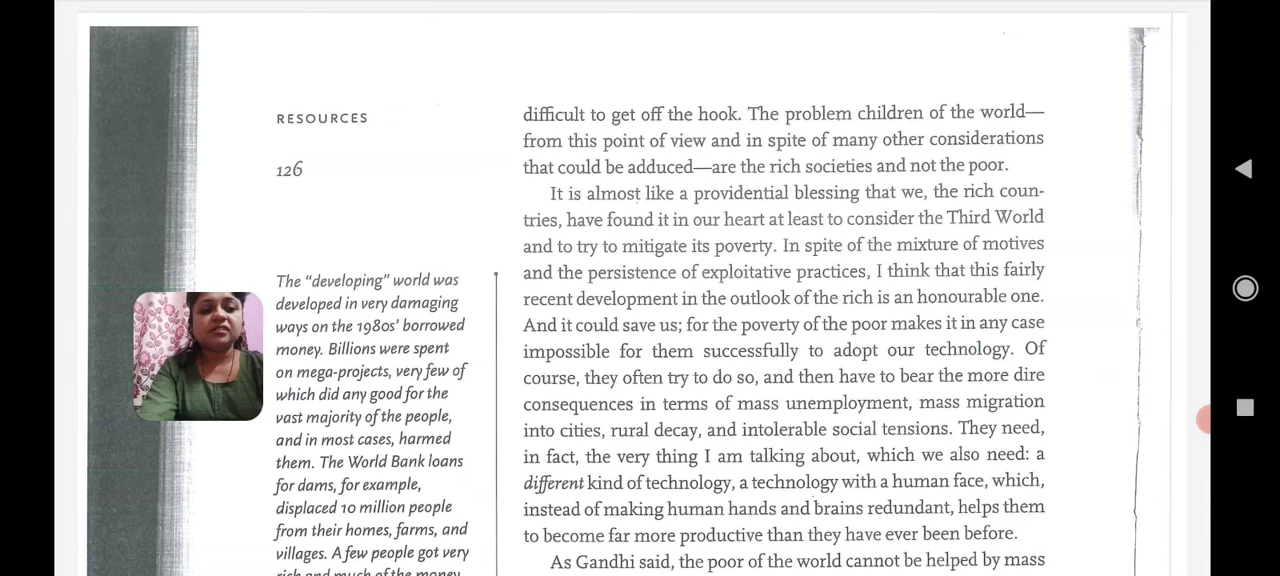 RESOURCES
126
The “developing” world was
developed in very damaging
ways on the 1980s’ borrowed
money. Billions were spent
on mega-projects, very few of
which did any good for the
vast majority of the people,
and in most cases, harmed
them. The World Bank loans
for dams, for example,
displaced 10 million people
from their homes, farms, and
villages. A few people got very
rich and much of the money
difficult to get off the hook. The problem children of the world—
from this point of view and in spite of many other considerations
that could be adduced—are the rich societies and not the poor.
It is almost like a providential blessing that we, the rich coun-
tries, have found it in our heart at least to consider the Third World
and to try to mitigate its poverty. In spite of the mixture of motives
and the persistence of exploitative practices, I think that this fairly
recent development in the outlook of the rich is an honourable one.
And it could save us; for the poverty of the poor makes it in any case
impossible for them successfully to adopt our technology. Of
course, they often try to do so, and then have to bear the more dire
consequences in terms of mass unemployment, mass migration
into cities, rural decay, and intolerable social tensions. They need,
in fact, the very thing I am talking about, which we also need: a
different kind of technology, a technology with a human face, which,
instead of making human hands and brains redundant, helps them
to become far more productive than they have ever been before.
As Gandhi said, the poor of the world cannot be helped by mass